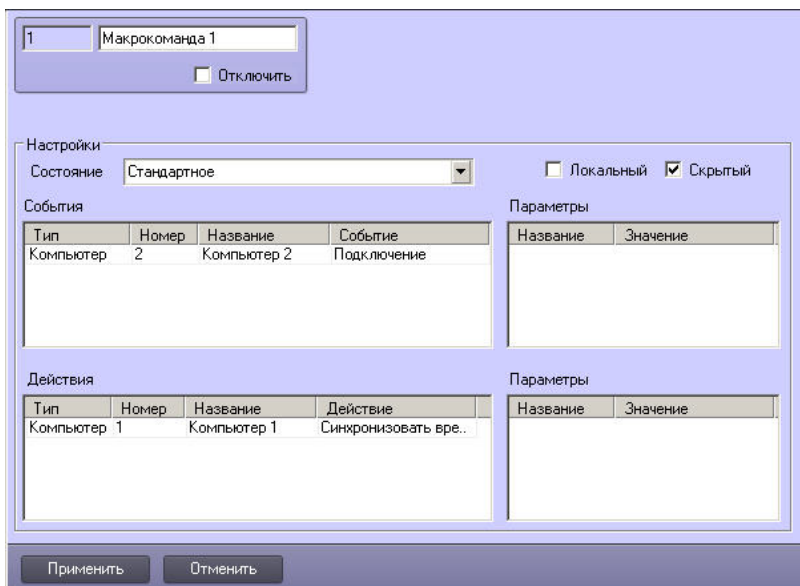 1 Макрокоманда 1
Отключить
Настройки
Состояние Стандартное Локальный Скрытый
События Параметры
Тип Номер Название Событие Название Значение
Компьютер 2 Компьютер 2 Подключение
Действия Параметры
Тип Номер Название Действие Название Значение
Компьютер 1 Компьютер 1 Синхронизовать вре..
Применить Отменить